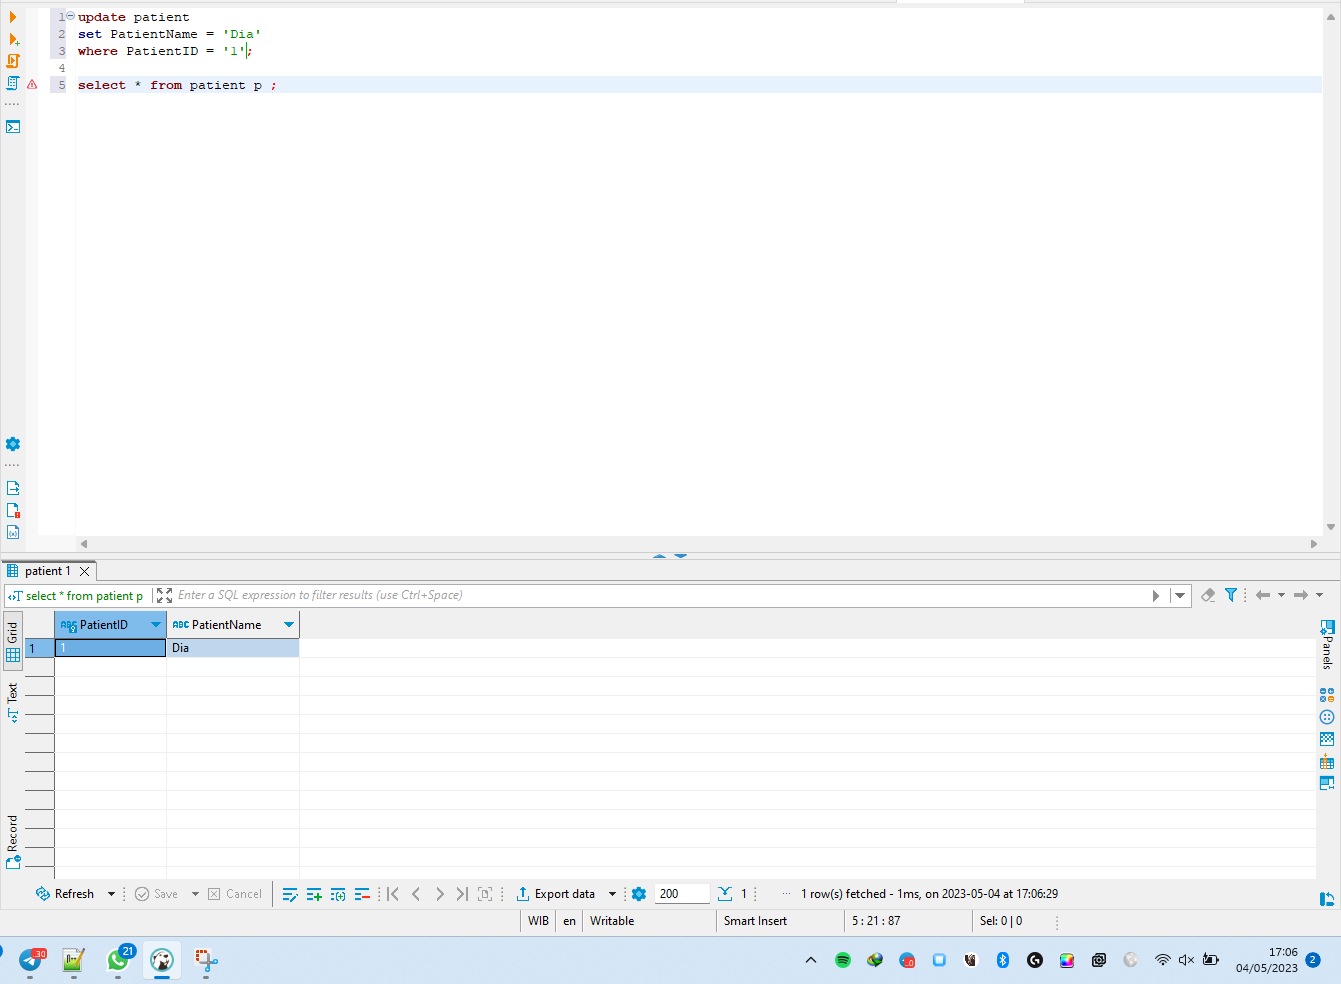 1 update patient
2 set PatientName = 'Dia'
3 where PatientID = '1';
4
5 select * from patient p ;
patient 1
select * from patient p Enter a SQL expression to filter results (use Ctrl+Space)
Grid
Text
Record
Panels
PatientID PatientName
1 1 Dia
Refresh Save Cancel Export data 200 1 1 row(s) fetched - 1ms, on 2023-05-04 at 17:06:29
WIB en Writable Smart Insert 5 : 21 : 87 Sel: 0 | 0
30 21 17:06 2
04/05/2023